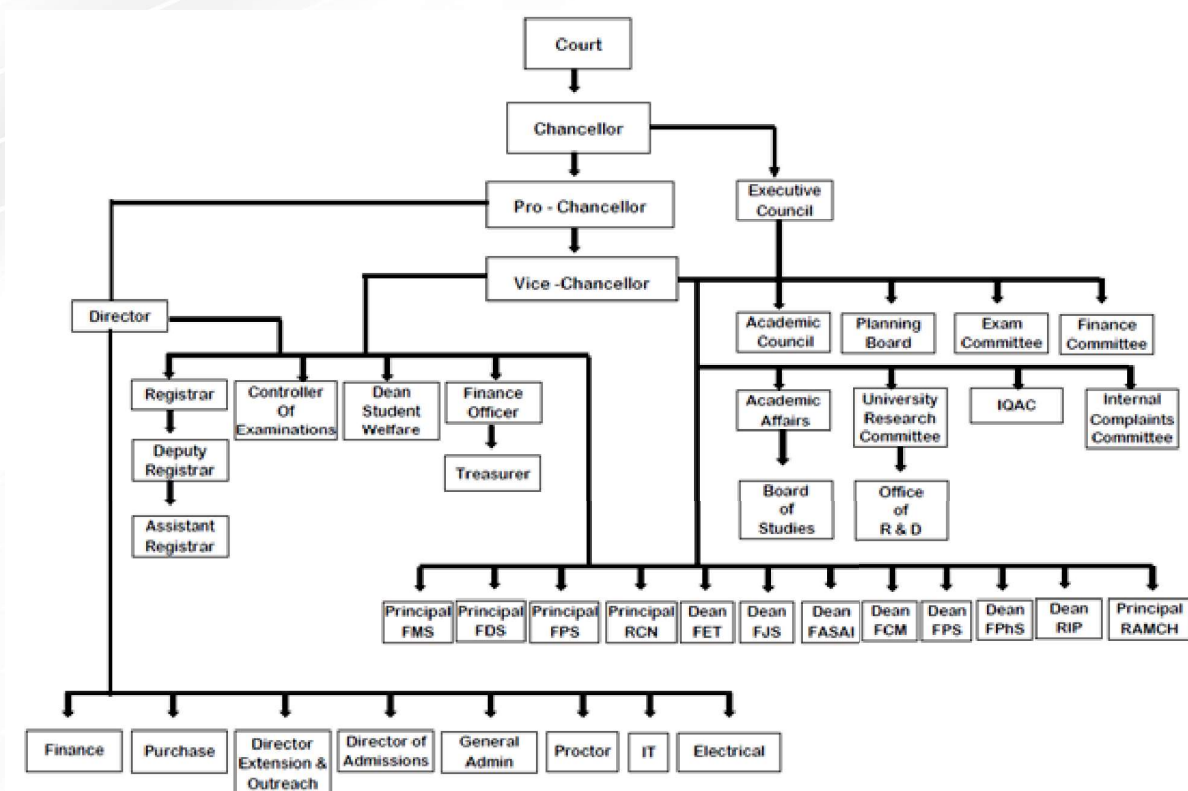 Court
Chancellor
Pro - Chancellor
Executive
Council
Vice -Chancellor
Director
Academic
Council
Planning
Board
Exam
Committee
Finance
Committee
Registrar
Controller
Of
Examinations
Dean
Student
Welfare
Finance
Officer
Academic
Affairs
University
Research
Committee
IQAC
Internal
Complaints
Committee
Deputy
Registrar
Treasurer
Assistant
Registrar
Board
of
Studies
Office
of
R & D
Principal
FMS
Principal
FDS
Principal
FPS
Principal
RCN
Dean
FET
Dean
FJS
Dean
FASAI
Dean
FCM
Dean
FPS
Dean
FPhS
Dean
RIP
Principal
RAMCH
Finance
Purchase
Director
Extension &
Outreach
Director of
Admissions
General
Admin
Proctor
IT
Electrical